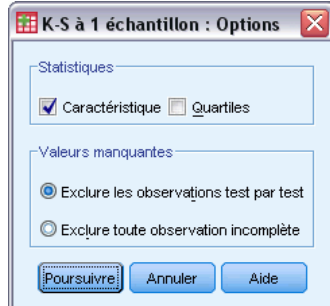 K-S à 1 échantillon : Options
Statistiques
Caractéristique Quartiles
Valeurs manquantes
Exclure les observations test par test
Exclure toute observation incomplète
Poursuivre Annuler Aide